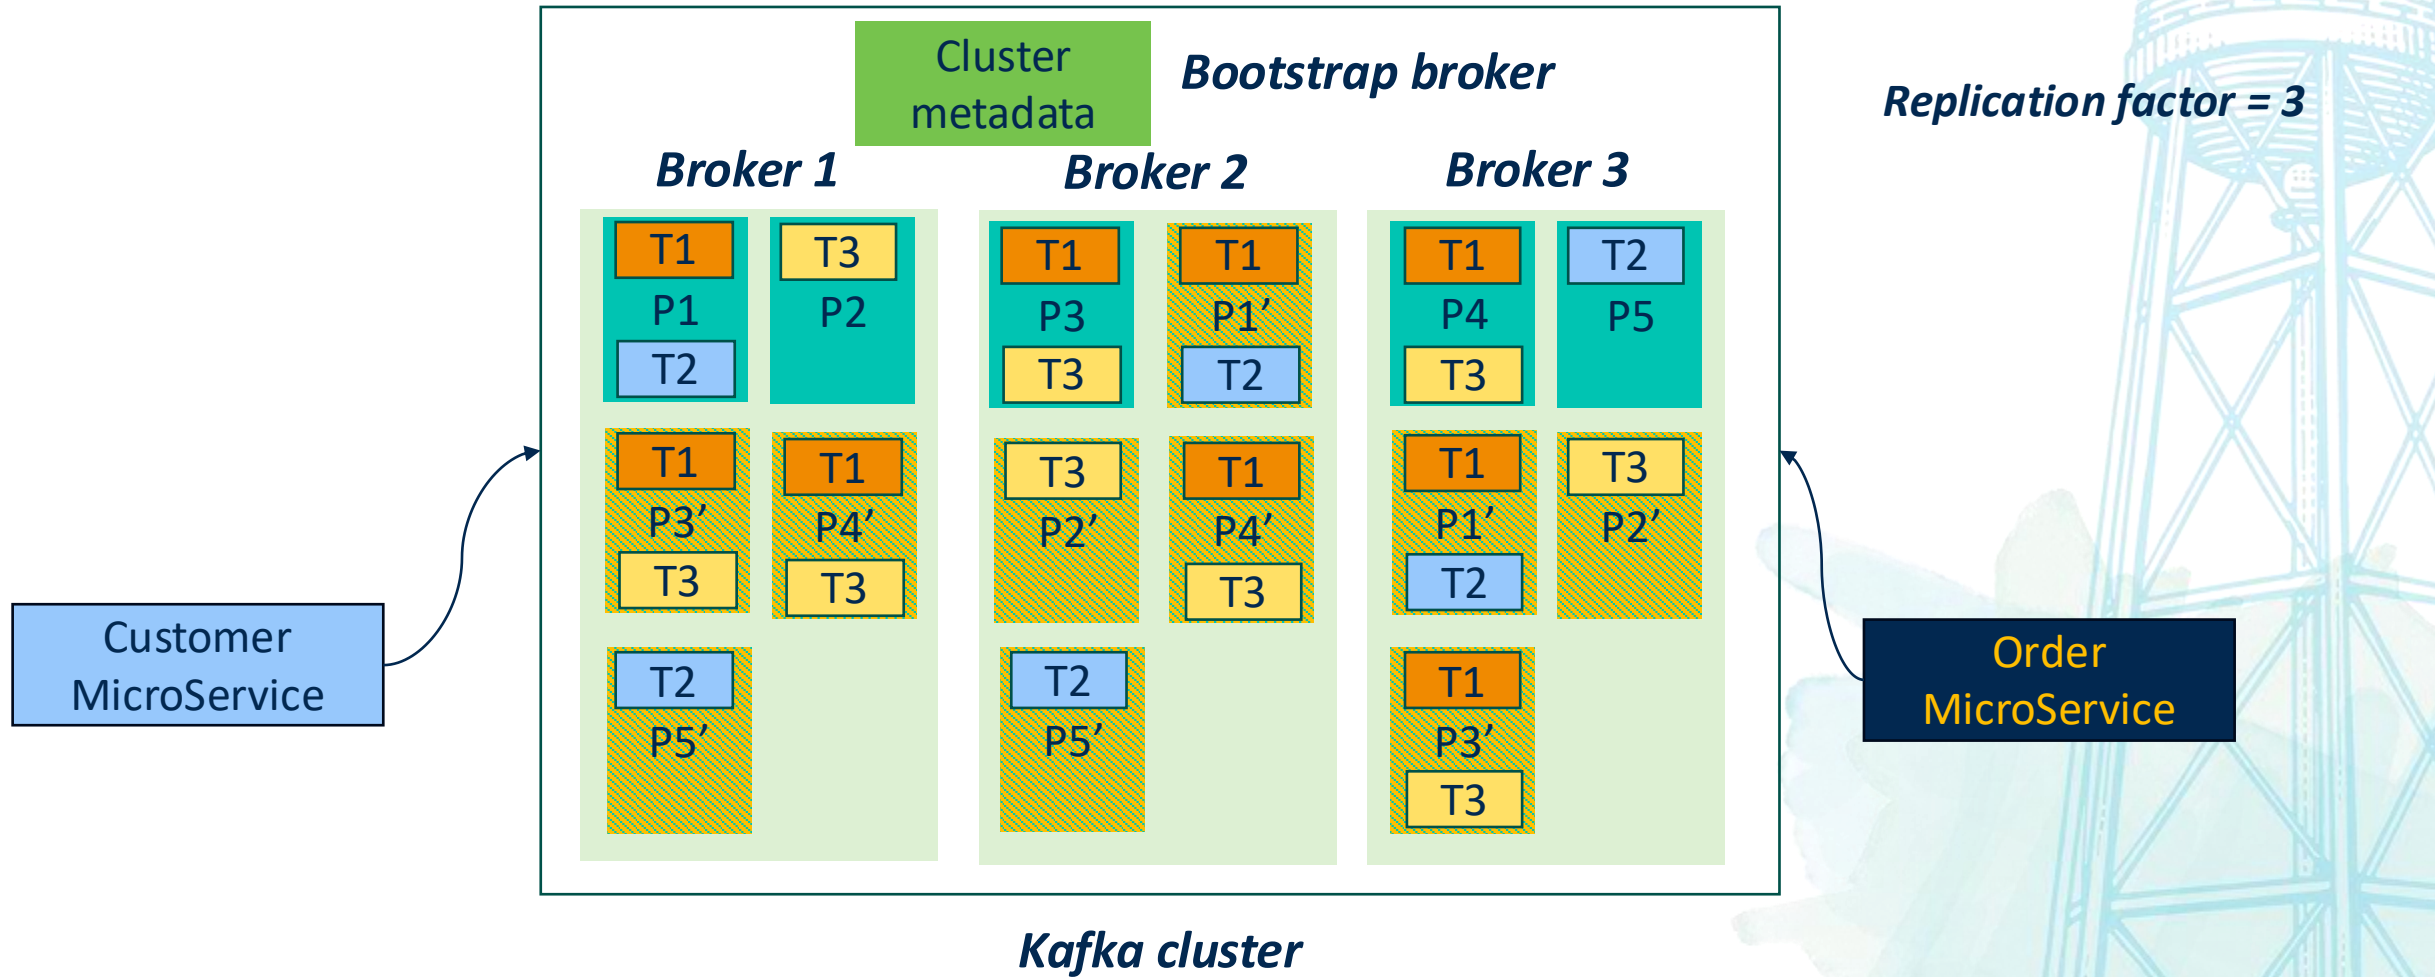 Cluster
metadata
Bootstrap broker
Replication factor = 3
Broker 1
Broker 2
Broker 3
T1
P1
T2
T3
P2
T1
P3'
T3
T1
P4'
T3
T2
P5'
T1
P3
T3
T1
P1'
T2
T3
P2'
T1
P4'
T3
T2
P5'
T1
P4
T3
T2
P5
T1
P1'
T2
T3
P2'
T1
P3'
T3
Customer
MicroService
Order
MicroService
Kafka cluster